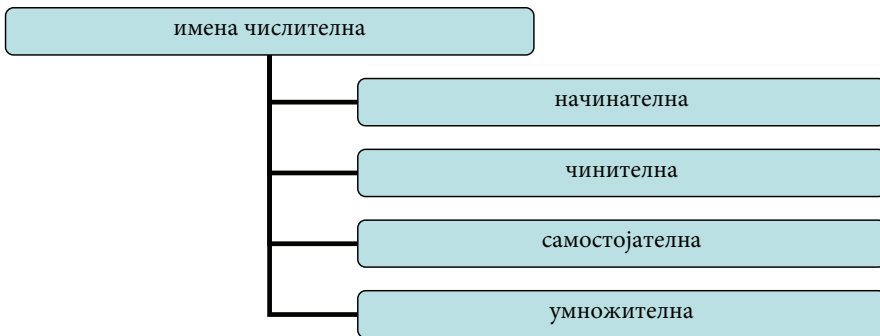 имена числителна
начинателна
чинителна
самостојателна
умножителна